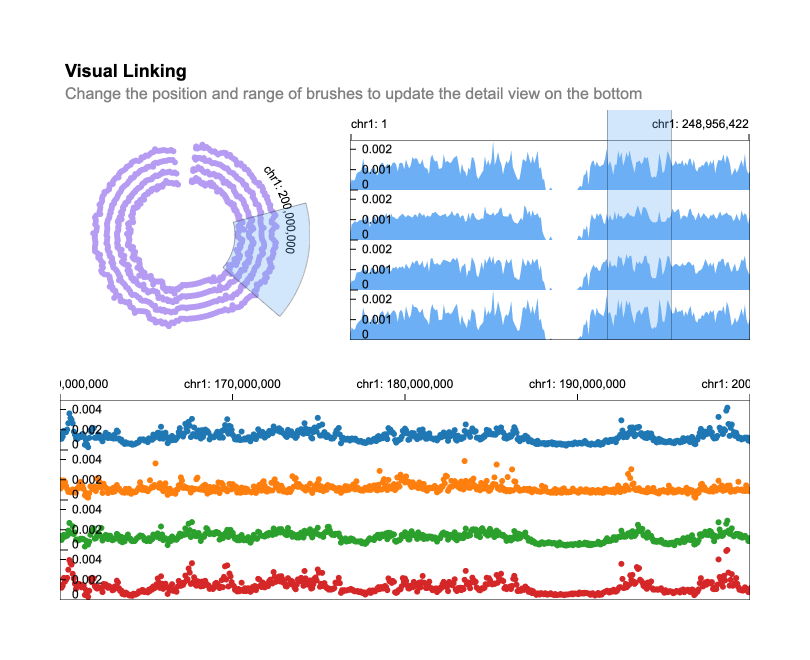 Visual Linking
Change the position and range of brushes to update the detail view on the bottom
chr1: 200,000,000
chr1: 1
chr1: 248,956,422
0.002
0.001
0
0.002
0.001
0
0.002
0.001
0
0.002
0.001
0
0,000,000
chr1: 170,000,000
chr1: 180,000,000
chr1: 190,000,000
chr1: 200
0.004
0.002
0
0.004
0.002
0
0.004
0.002
0
0.004
0.002
0